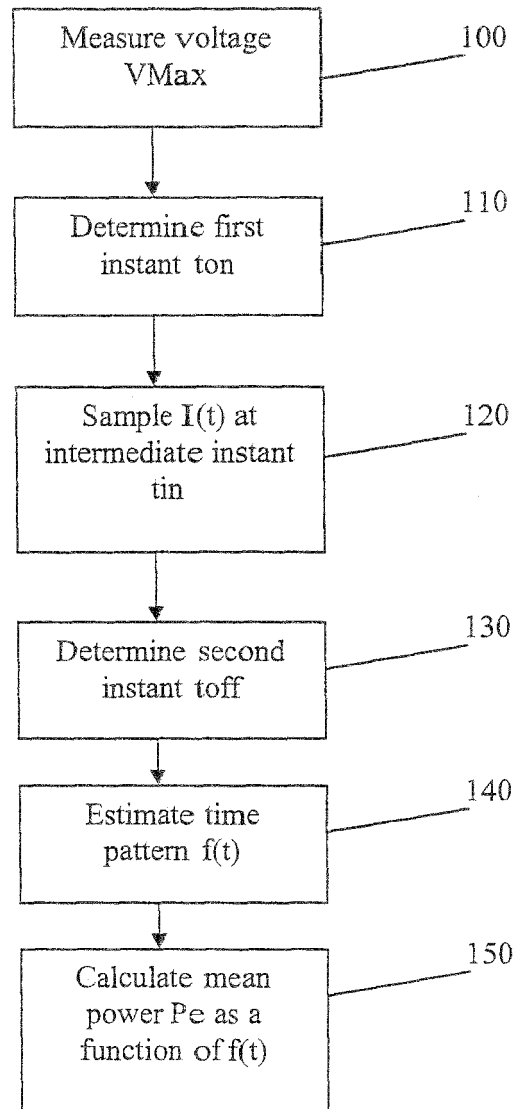 Measure voltage
VMax
100
Determine first
instant ton
110
Sample I(t) at
intermediate instant
tin
120
Determine second
instant toff
130
Estimate time
pattern f(t)
140
Calculate mean
power Pe as a
function of f(t)
150